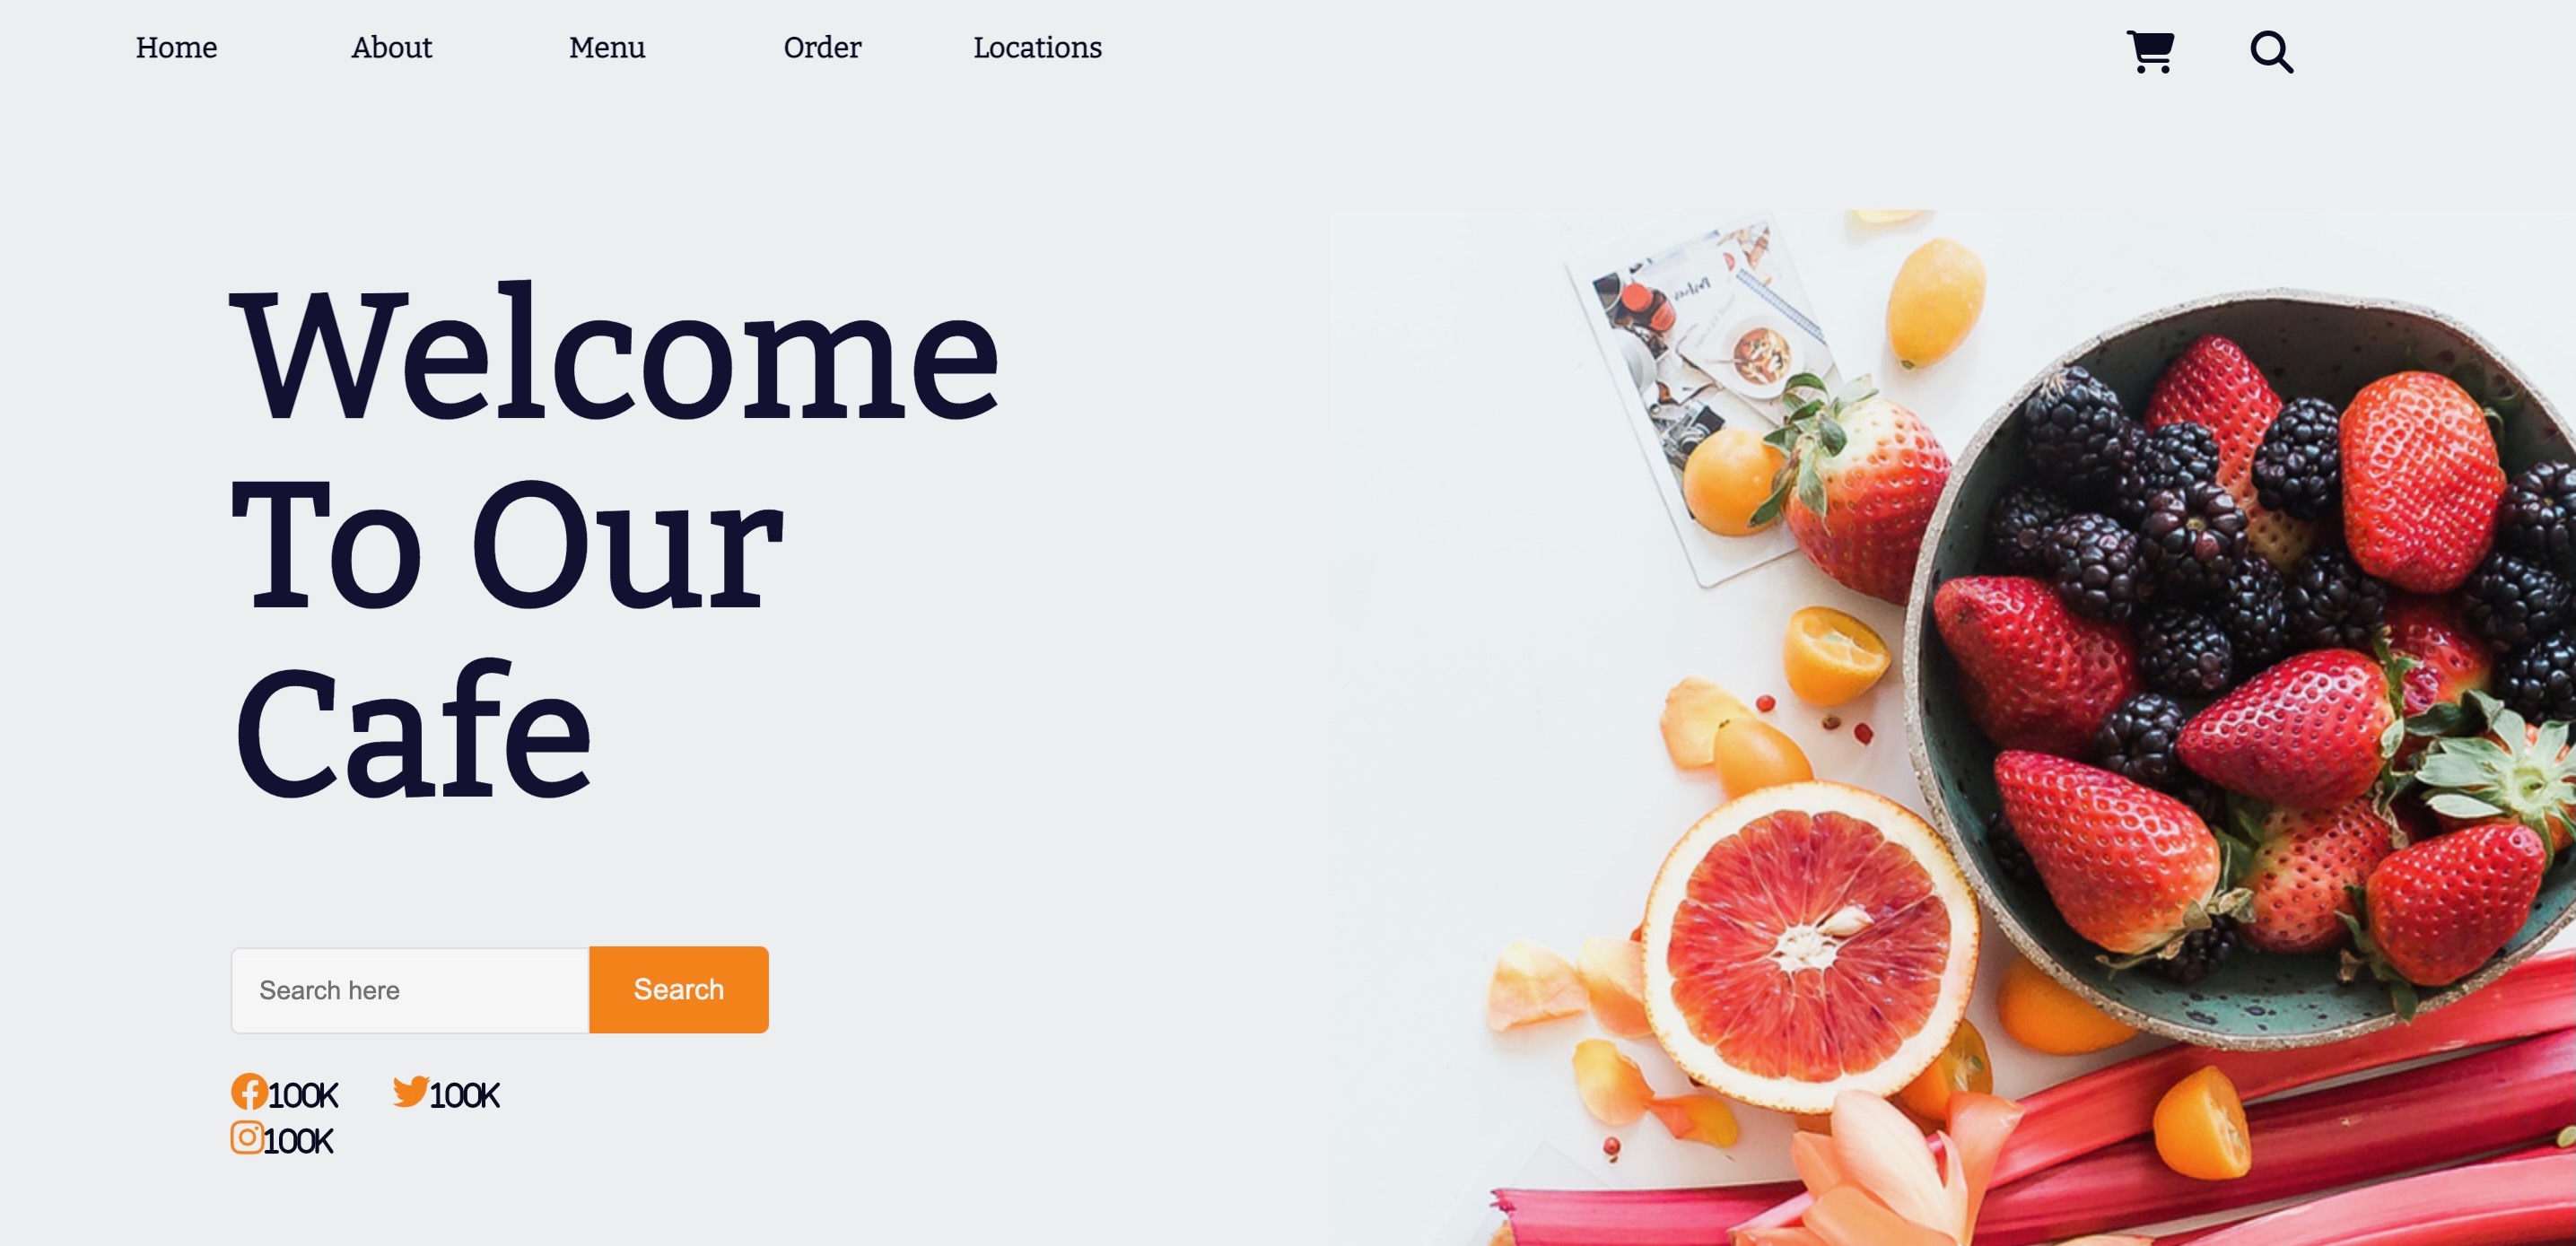 Home About Menu Order Locations
Welcome
To Our
Cafe
Search here Search
100K 100K
100K